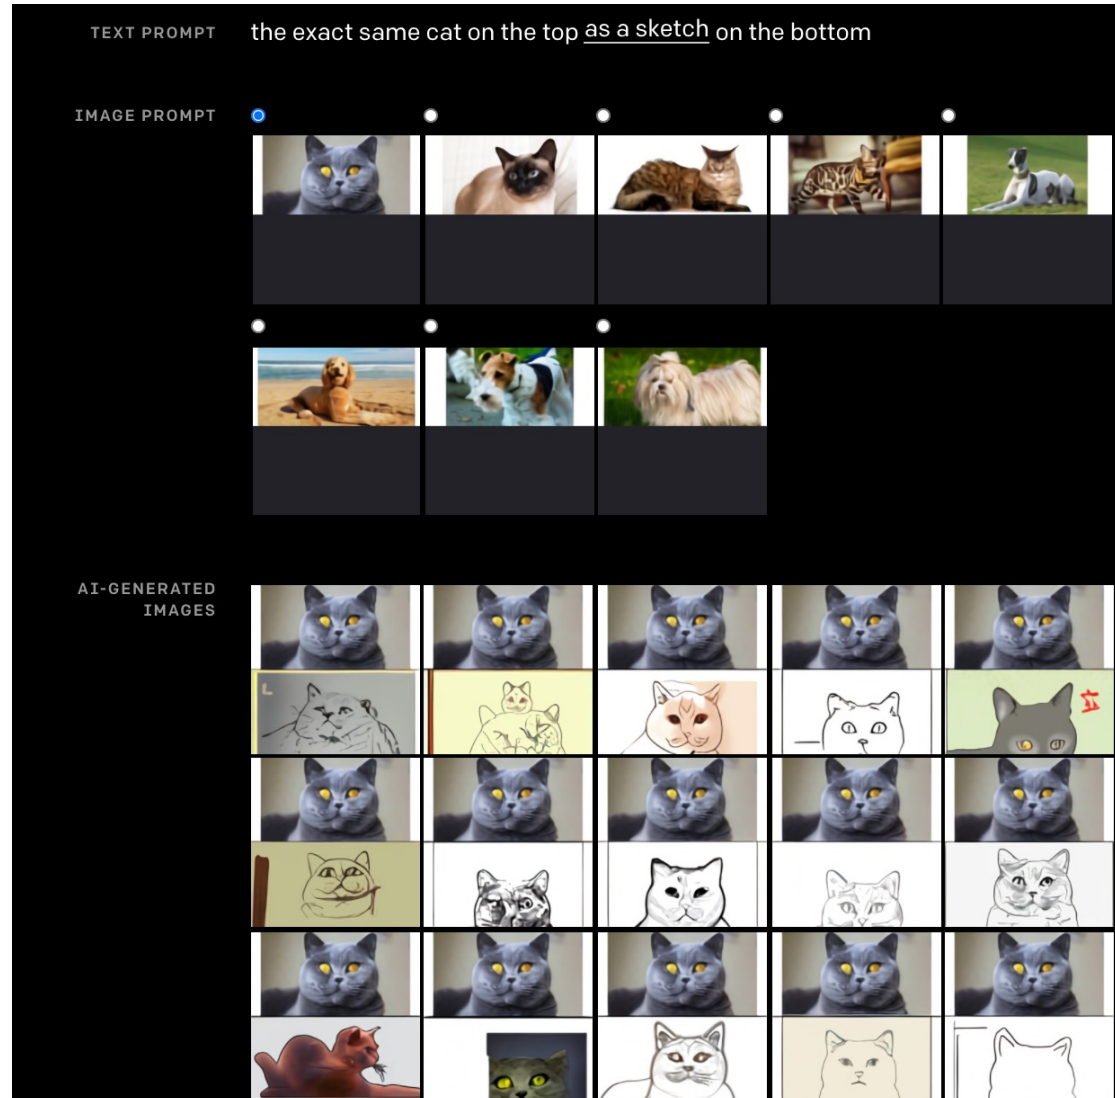 TEXT PROMPT
the exact same cat on the top as a sketch on the bottom
IMAGE PROMPT
AI-GENERATED
IMAGES